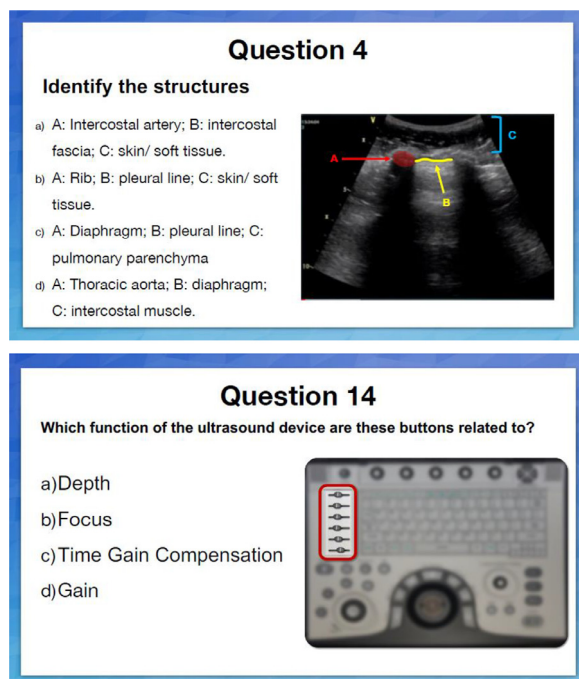 Question 4
Identify the structures
a) A: Intercostal artery; B: intercostal
fascia; C: skin/ soft tissue.
b) A: Rib; B: pleural line; C: skin/ soft
tissue.
c) A: Diaphragm; B: pleural line; C:
pulmonary parenchyma
d) A: Thoracic aorta; B: diaphragm;
C: intercostal muscle.
V
C
A
B
5
10
Question 14
Which function of the ultrasound device are these buttons related to?
a)Depth
b)Focus
c)Time Gain Compensation
d)Gain